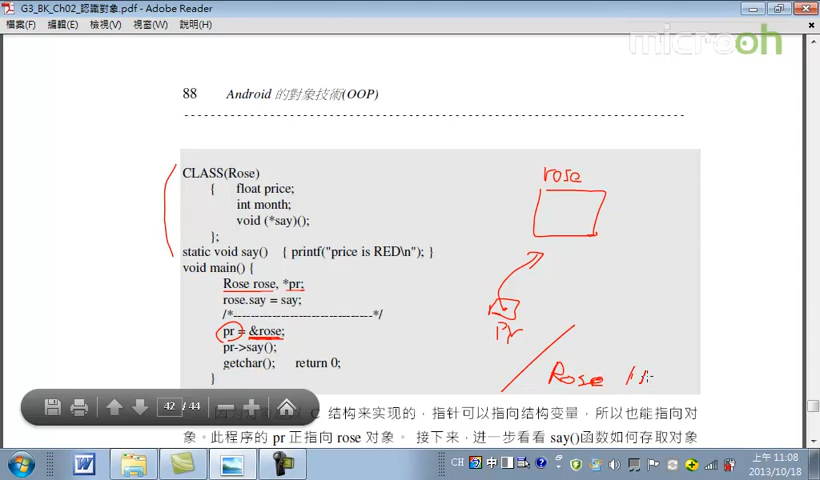 G3_BK_Ch02_認識對象.pdf - Adobe Reader
檔案(F) 編輯(E) 檢視(V) 視窗(W) 說明(H)
microoh
88 Android 的對象技術(OOP)
CLASS(Rose)
{ float price;
int month;
void (*say)();
};
static void say() { printf("price is RED\n"); }
void main() {
Rose rose, *pr;
rose.say = say;
/*-------------------------------*/
pr = &rose;
pr->say();
getchar(); return 0;
}
rose
Pr
Rose
42 / 44
C 结构来实现的，指针可以指向结构变量，所以也能指向对
象。此程序的 pr 正指向 rose 对象。 接下来，进一步看看 say()函数如何存取对象
CH 中
上午 11:08
2013/10/18